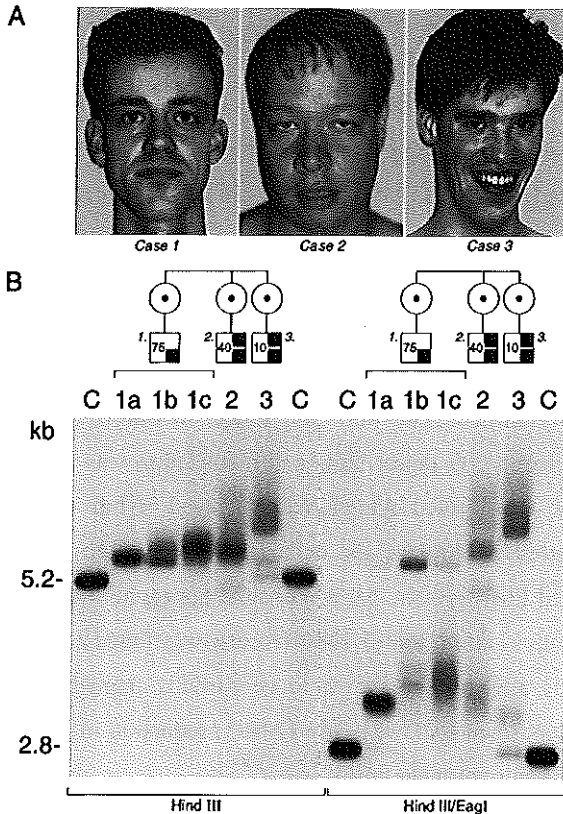 A
Case 1 Case 2 Case 3
B
1. 75 2. 40 10 3. 1. 75 2. 40 10 3.
C 1a 1b 1c 2 3 C C 1a 1b 1c 2 3 C
kb
5.2-
2.8-
Hind III Hind III/EagI